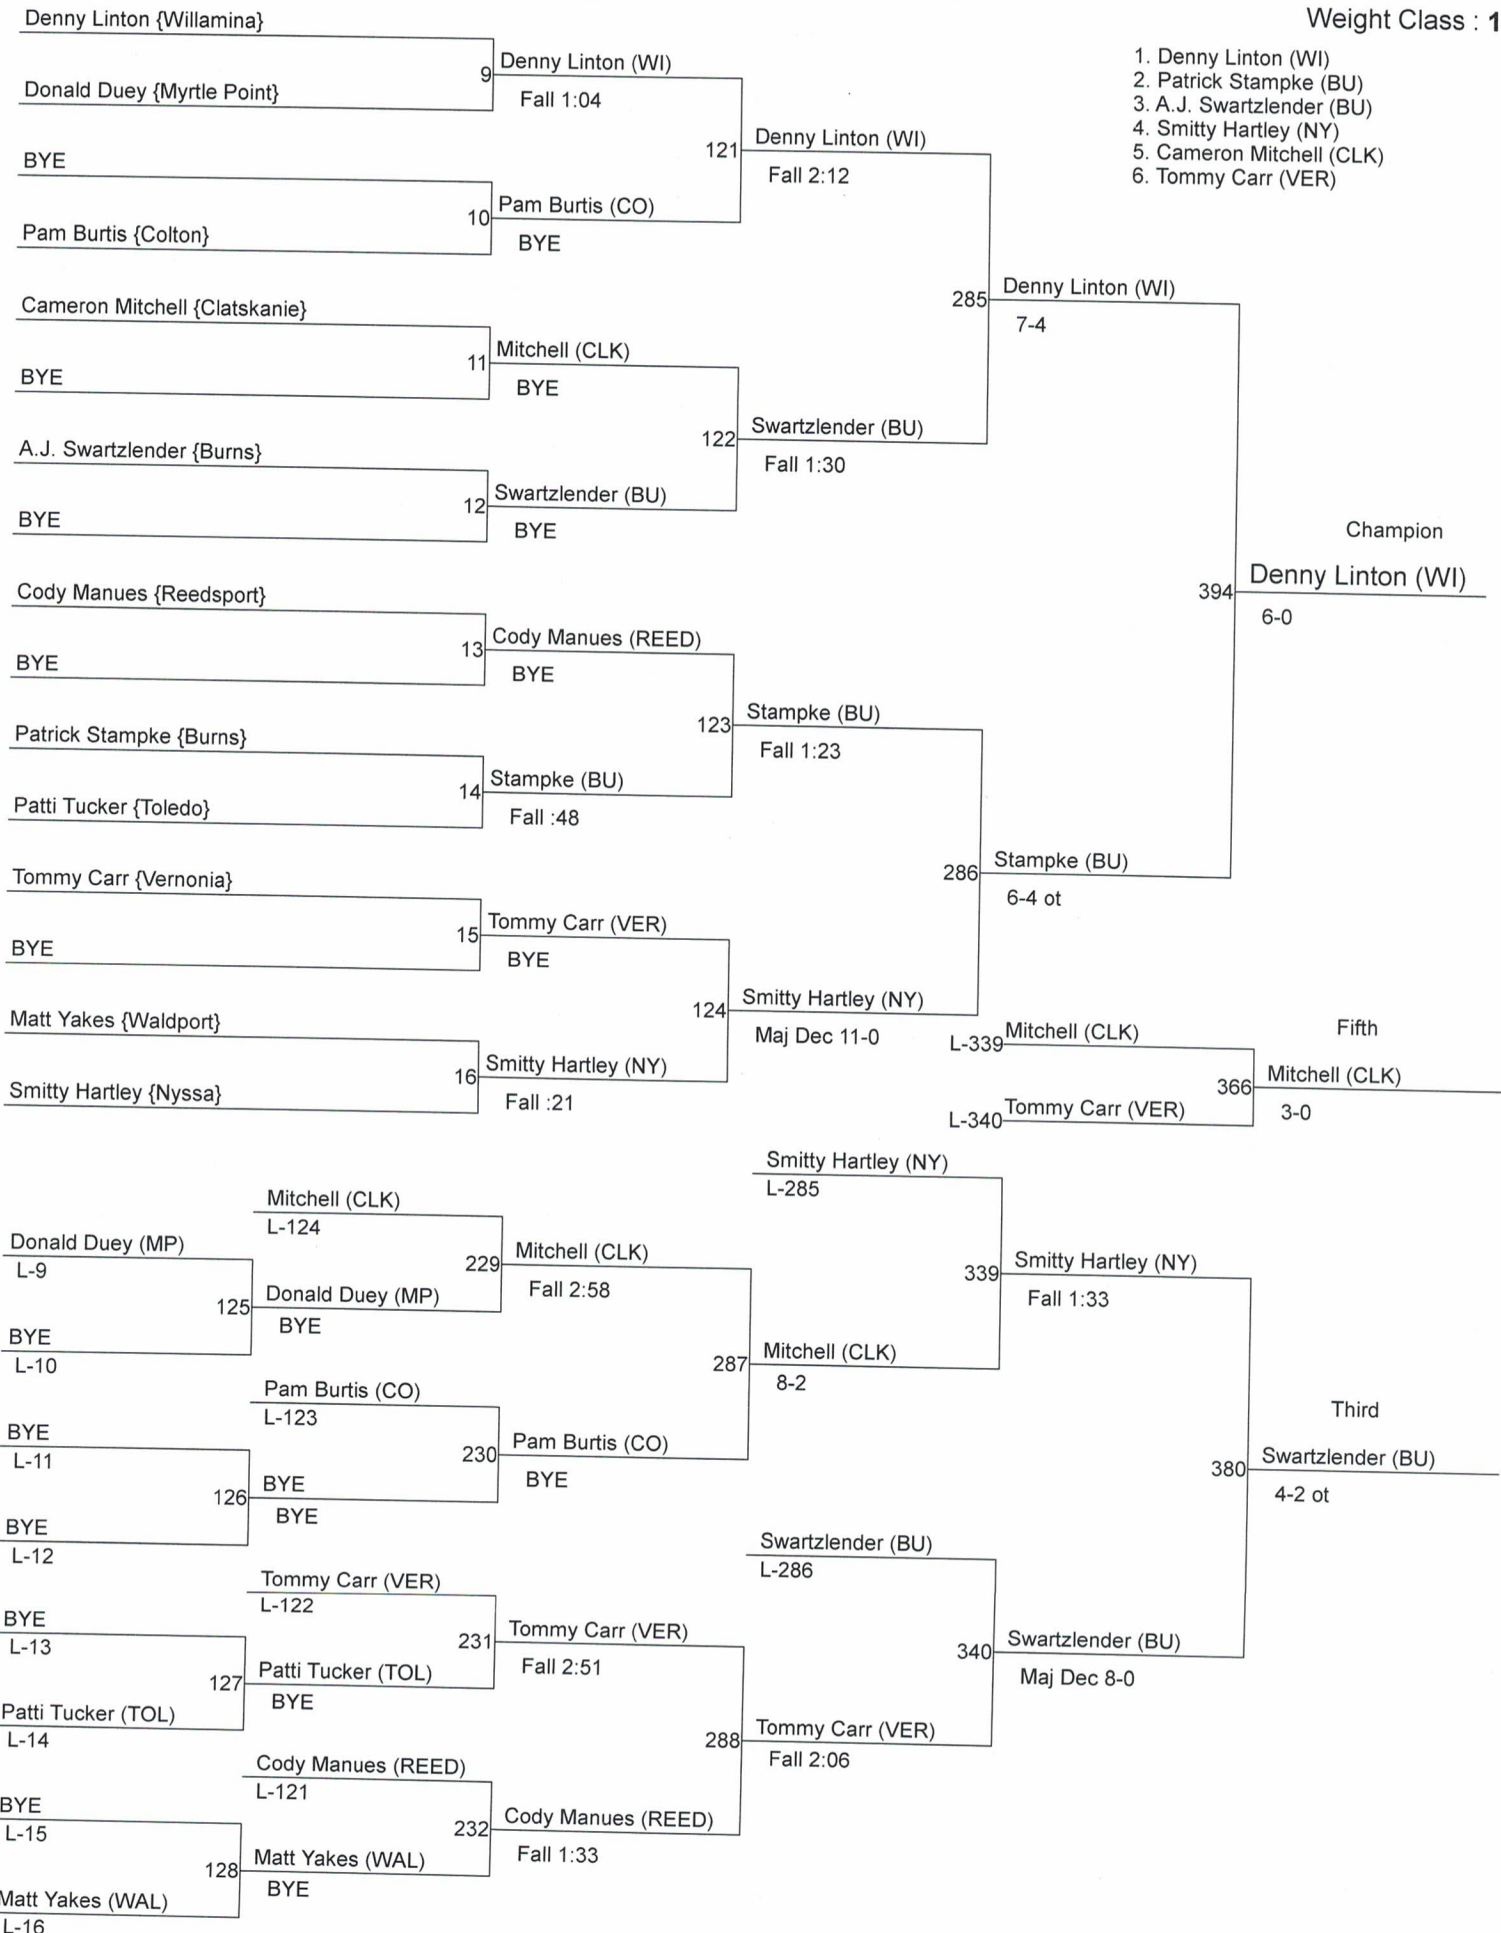 Weight Class : 1
1. Denny Linton (WI)
2. Patrick Stampke (BU)
3. A.J. Swartzlender (BU)
4. Smitty Hartley (NY)
5. Cameron Mitchell (CLK)
6. Tommy Carr (VER)
Denny Linton {Willamina}
Donald Duey {Myrtle Point}
BYE
Pam Burtis {Colton}
Cameron Mitchell {Clatskanie}
BYE
A.J. Swartzlender {Burns}
BYE
Cody Manues {Reedsport}
BYE
Patrick Stampke {Burns}
Patti Tucker {Toledo}
Tommy Carr {Vernonia}
BYE
Matt Yakes {Waldport}
Smitty Hartley {Nyssa}
9 Denny Linton (WI)
Fall 1:04
10 Pam Burtis (CO)
BYE
11 Mitchell (CLK)
BYE
12 Swartzlender (BU)
BYE
13 Cody Manues (REED)
BYE
14 Stampke (BU)
Fall :48
15 Tommy Carr (VER)
BYE
16 Smitty Hartley (NY)
Fall :21
121 Denny Linton (WI)
Fall 2:12
122 Swartzlender (BU)
Fall 1:30
123 Stampke (BU)
Fall 1:23
124 Smitty Hartley (NY)
Maj Dec 11-0
285 Denny Linton (WI)
7-4
286 Stampke (BU)
6-4 ot
Champion
394 Denny Linton (WI)
6-0
L-339 Mitchell (CLK)
L-340 Tommy Carr (VER)
Fifth
366 Mitchell (CLK)
3-0
Donald Duey (MP)
L-9
BYE
L-10
BYE
L-11
BYE
L-12
BYE
L-13
Patti Tucker (TOL)
L-14
BYE
L-15
Matt Yakes (WAL)
L-16
Mitchell (CLK)
L-124
125 Donald Duey (MP)
BYE
Pam Burtis (CO)
L-123
126 BYE
BYE
Tommy Carr (VER)
L-122
127 Patti Tucker (TOL)
BYE
Cody Manues (REED)
L-121
128 Matt Yakes (WAL)
BYE
229 Mitchell (CLK)
Fall 2:58
230 Pam Burtis (CO)
BYE
231 Tommy Carr (VER)
Fall 2:51
232 Cody Manues (REED)
Fall 1:33
Smitty Hartley (NY)
L-285
287 Mitchell (CLK)
8-2
Swartzlender (BU)
L-286
288 Tommy Carr (VER)
Fall 2:06
339 Smitty Hartley (NY)
Fall 1:33
340 Swartzlender (BU)
Maj Dec 8-0
Third
380 Swartzlender (BU)
4-2 ot